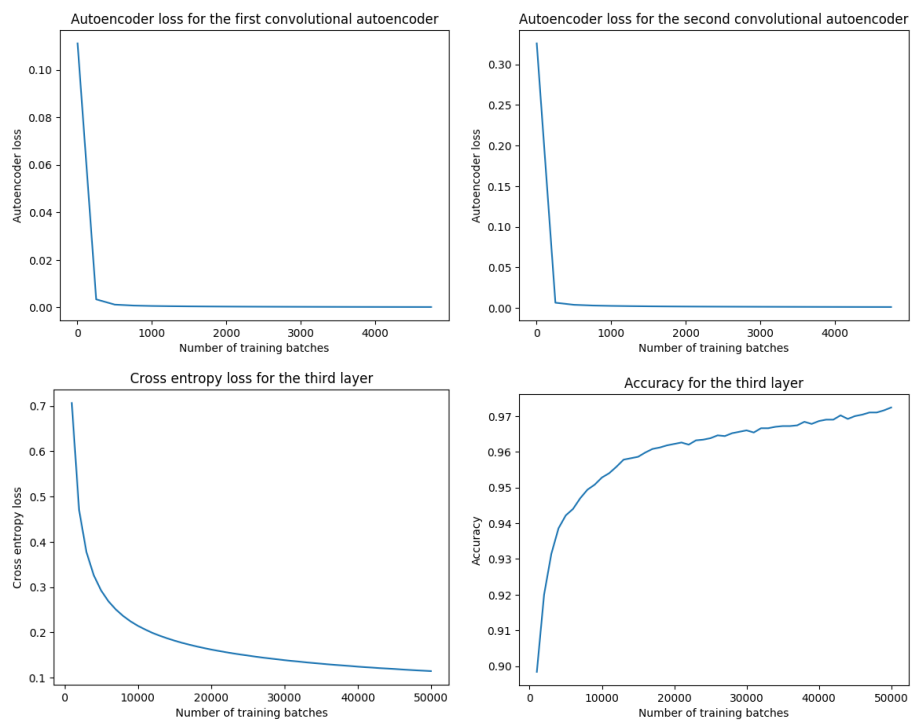 Autoencoder loss for the first convolutional autoencoder
Autoencoder loss
0.10
0.08
0.06
0.04
0.02
0.00
0 1000 2000 3000 4000
Number of training batches
Autoencoder loss for the second convolutional autoencoder
Autoencoder loss
0.30
0.25
0.20
0.15
0.10
0.05
0.00
0 1000 2000 3000 4000
Number of training batches
Cross entropy loss for the third layer
Cross entropy loss
0.7
0.6
0.5
0.4
0.3
0.2
0.1
0 10000 20000 30000 40000 50000
Number of training batches
Accuracy for the third layer
Accuracy
0.97
0.96
0.95
0.94
0.93
0.92
0.91
0.90
0 10000 20000 30000 40000 50000
Number of training batches